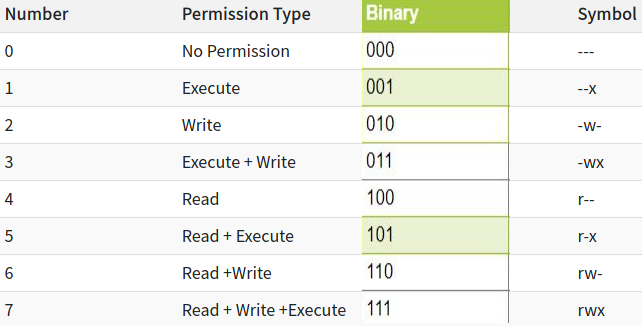 Number Permission Type Binary Symbol
0 No Permission 000 ---
1 Execute 001 --x
2 Write 010 -w-
3 Execute + Write 011 -wx
4 Read 100 r--
5 Read + Execute 101 r-x
6 Read +Write 110 rw-
7 Read + Write +Execute 111 rwx